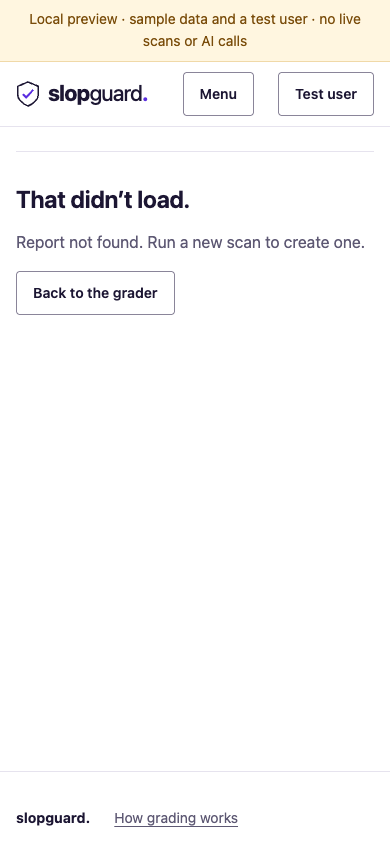 Local preview · sample data and a test user · no live
scans or AI calls
slopguard.
Menu
Test user
That didn’t load.
Report not found. Run a new scan to create one.
Back to the grader
slopguard.
How grading works